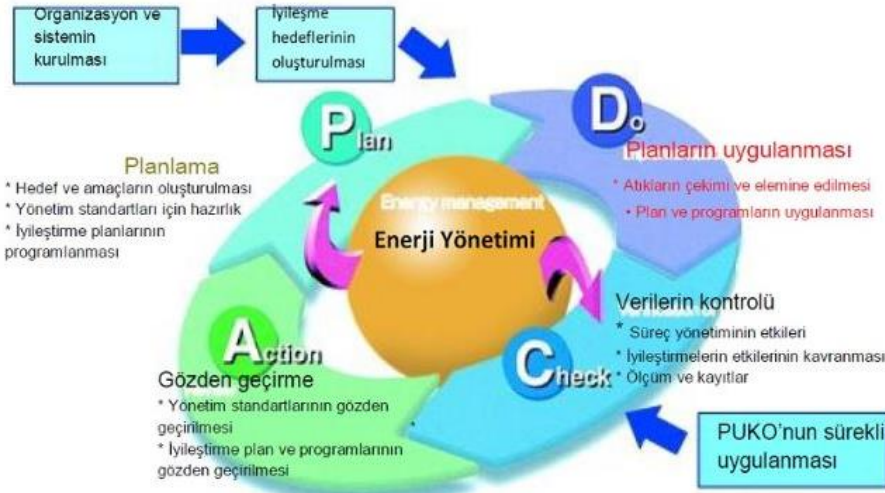 Organizasyon ve
sistemin
kurulması
İyileşme
hedeflerinin
oluşturulması
Plan
Do
Planlama
* Hedef ve amaçların oluşturulması
* Yönetim standartları için hazırlık
* İyileştirme planlarının
programlanması
Planların uygulanması
* Atıkların çekimi ve elemine edilmesi
• Plan ve programların uygulanması
Energy management
Enerji Yönetimi
Verilerin kontrolü
* Süreç yönetiminin etkileri
* İyileştirmelerin etkilerinin kavranması
* Ölçüm ve kayıtlar
Action
Check
Gözden geçirme
* Yönetim standartlarının gözden
geçirilmesi
* İyileştirme plan ve programlarının
gözden geçirilmesi
PUKO’nun sürekli
uygulanması